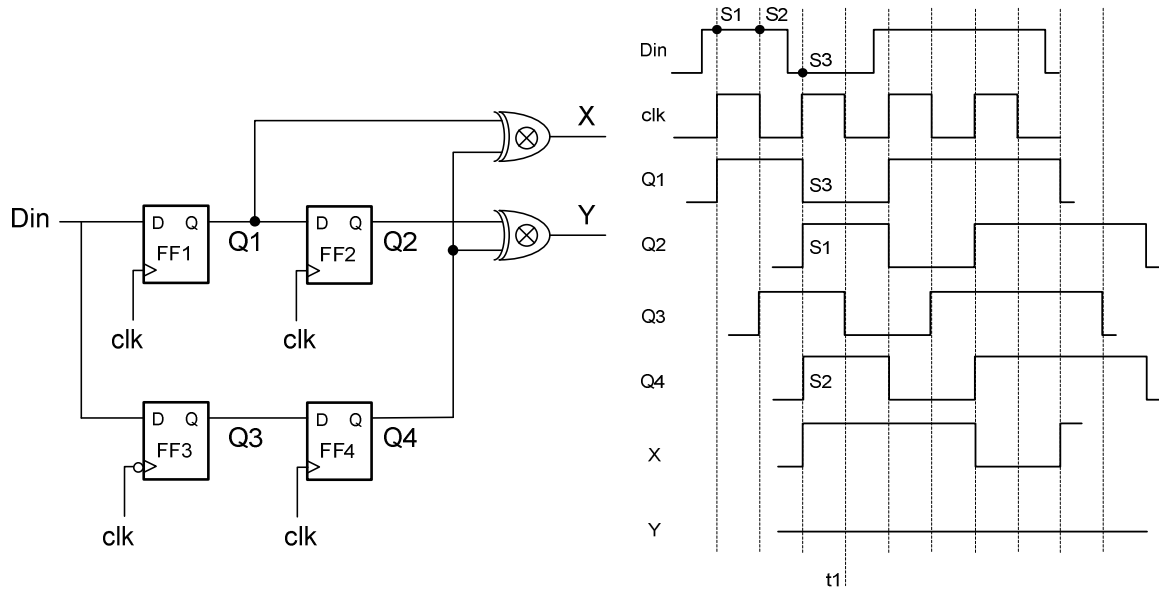 X
Y
Din
D Q
FF1
Q1
D Q
FF2
Q2
clk
clk
D Q
FF3
Q3
D Q
FF4
Q4
clk
clk
S1
S2
Din
S3
clk
Q1
S3
Q2
S1
Q3
Q4
S2
X
Y
t1